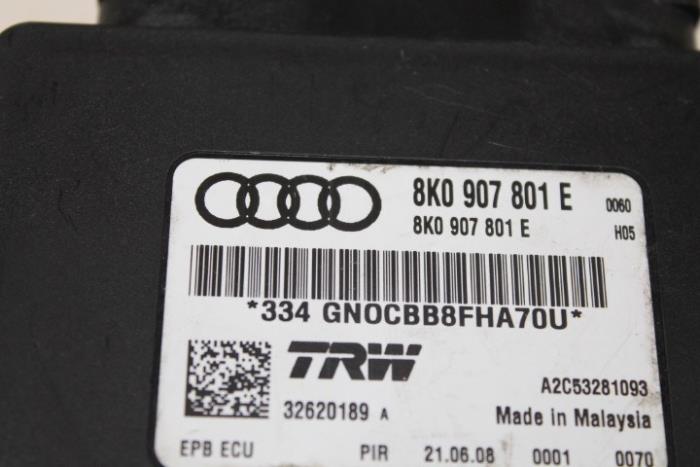 8K0 907 801 E 0060
8K0 907 801 E H05
*334 GNOCBB8FHA70U*
TRW
A2C53281093
32620189 A Made in Malaysia
EPB ECU PIR 21.06.08 0001 0070